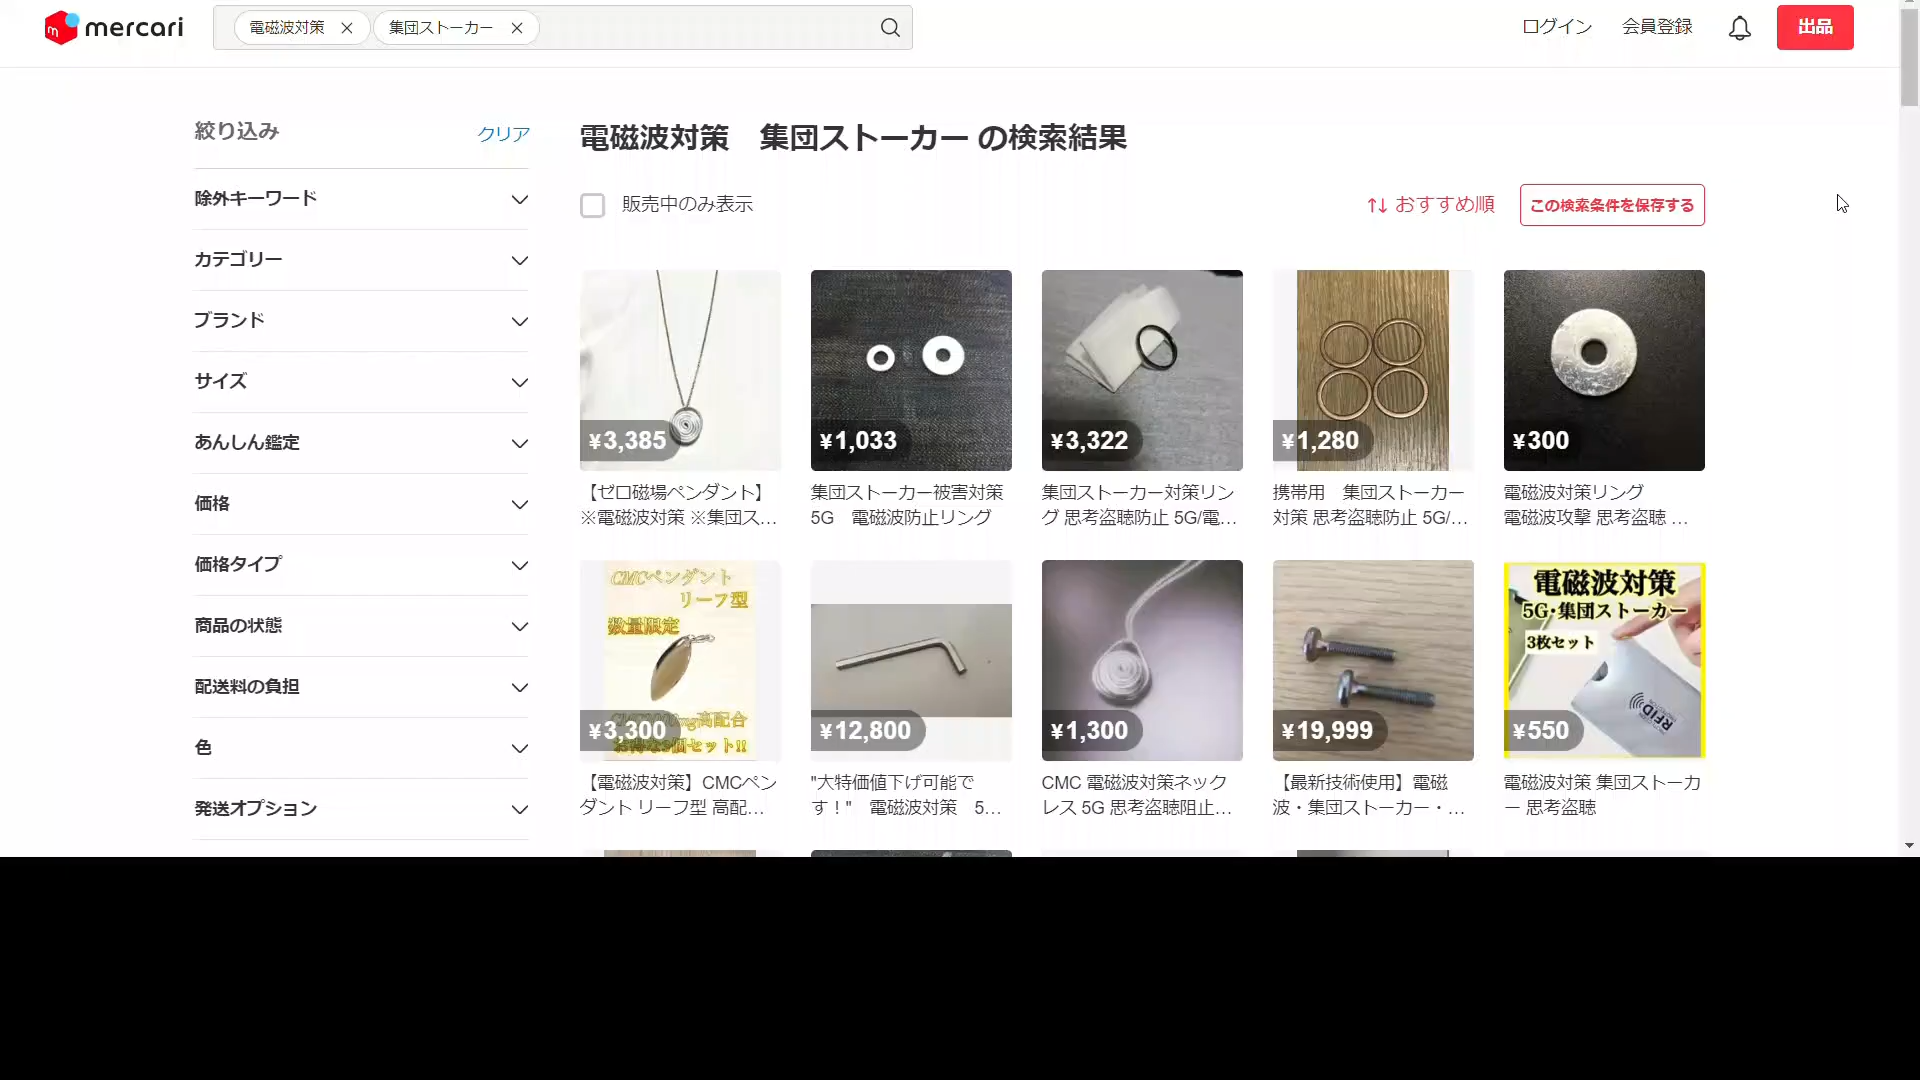 mercari
電磁波対策
集団ストーカー
ログイン
会員登録
出品
絞り込み
クリア
除外キーワード
カテゴリー
ブランド
サイズ
あんしん鑑定
価格
価格タイプ
商品の状態
配送料の負担
色
発送オプション
電磁波対策 集団ストーカー の検索結果
販売中のみ表示
おすすめ順
この検索条件を保存する
¥3,385
【ゼロ磁場ペンダント】
※電磁波対策 ※集団ス...
¥1,033
集団ストーカー被害対策
5G 電磁波防止リング
¥3,322
集団ストーカー対策リン
グ 思考盗聴防止 5G/電...
¥1,280
携帯用 集団ストーカー
対策 思考盗聴防止 5G/...
¥300
電磁波対策リング
電磁波攻撃 思考盗聴 ...
CMCペンダント
リーフ型
数量限定
高配合
¥3,300
【電磁波対策】CMCペン
ダント リーフ型 高配...
¥12,800
"大特価値下げ可能で
す！" 電磁波対策 5...
¥1,300
CMC 電磁波対策ネック
レス 5G 思考盗聴阻止...
¥19,999
【最新技術使用】電磁
波・集団ストーカー・...
電磁波対策
5G・集団ストーカー
3枚セット
RFID
¥550
電磁波対策 集団ストーカ
ー 思考盗聴